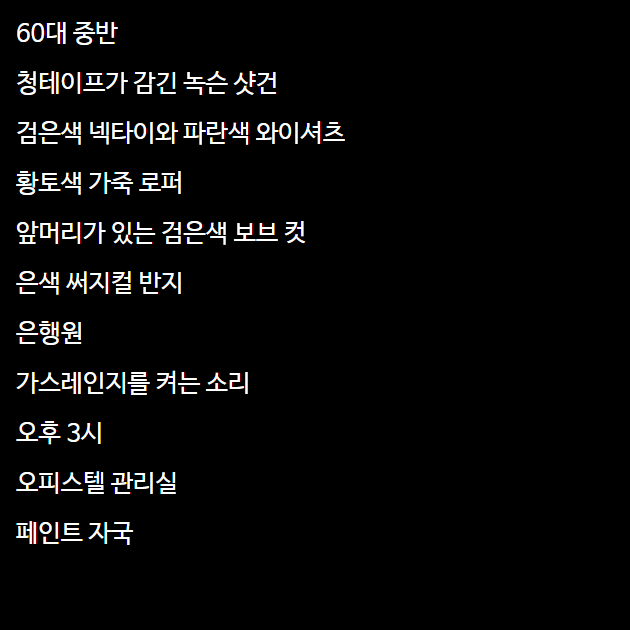 60대 중반
청테이프가 감긴 녹슨 샷건
검은색 넥타이와 파란색 와이셔츠
황토색 가죽 로퍼
앞머리가 있는 검은색 보브 컷
은색 써지컬 반지
은행원
가스레인지를 켜는 소리
오후 3시
오피스텔 관리실
페인트 자국